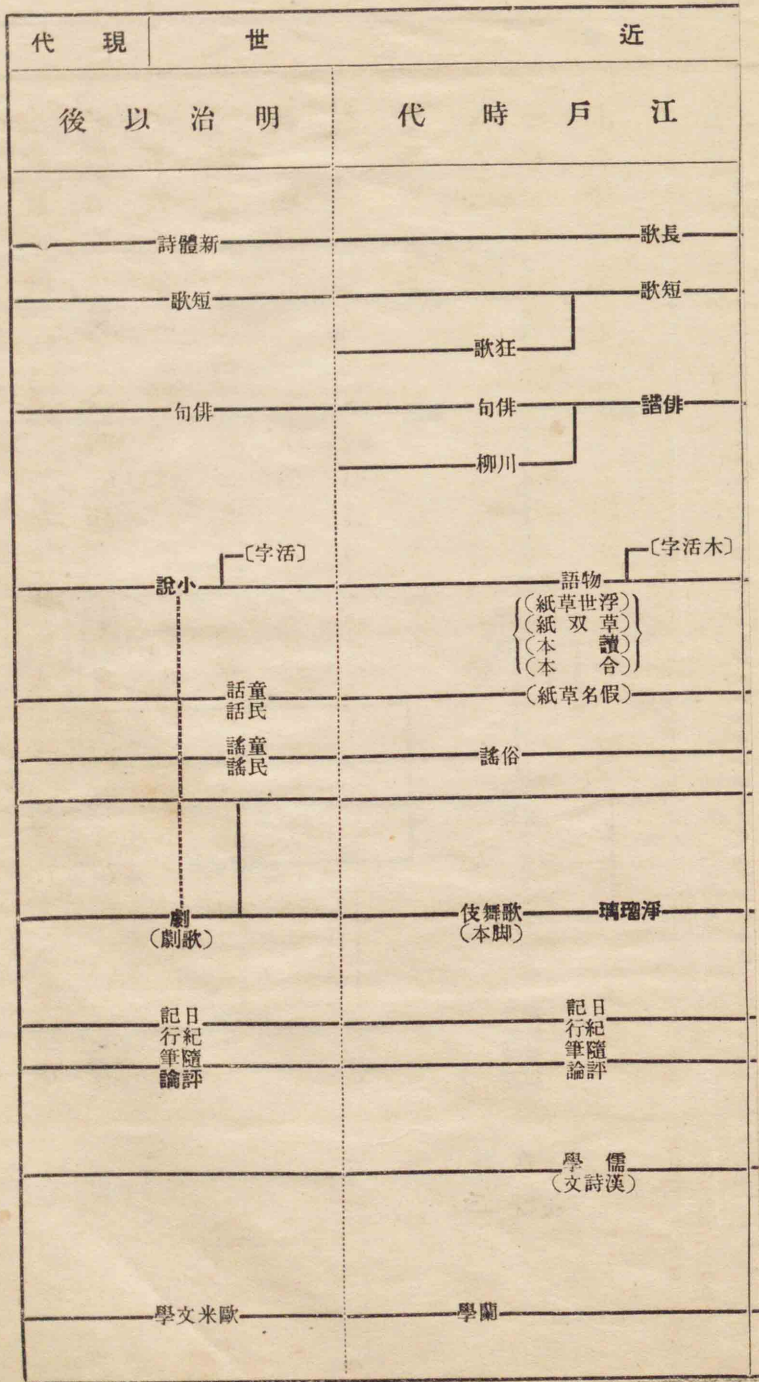 近世
現代
江戸時代
明治以後
長歌
新體詩
短歌
短歌
狂歌
俳諧
俳句
俳句
川柳
〔木活字〕
〔活字〕
物語
小說
(浮世草紙)
(草双紙)
(讀本)
(合本)
(假名草紙)
童話
民話
俗謠
童謠
民謠
淨瑠璃
歌舞伎
(脚本)
劇
(歌劇)
日記
紀行
隨筆
評論
日記
紀行
隨筆
評論
儒學
(漢詩文)
蘭學
歐米文學